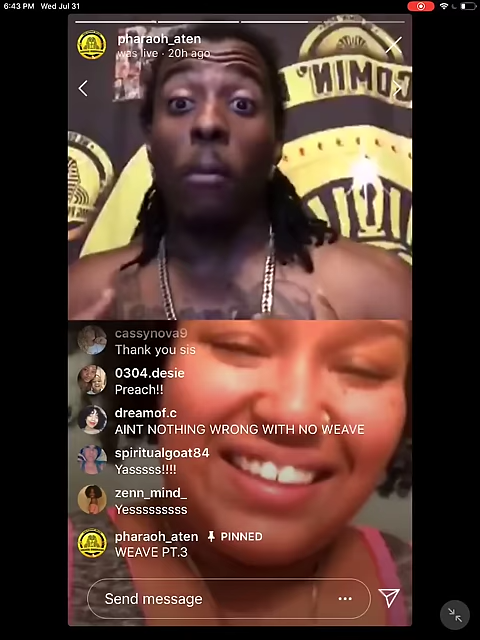 6:43 PM Wed Jul 31
pharaoh_aten
was live · 20h ago
cassynova9
Thank you sis
0304.desie
Preach!!
dreamof.c
AINT NOTHING WRONG WITH NO WEAVE
spiritualgoat84
Yasssss!!!!
zenn_mind_
Yesssssssss
pharaoh_aten PINNED
WEAVE PT.3
Send message